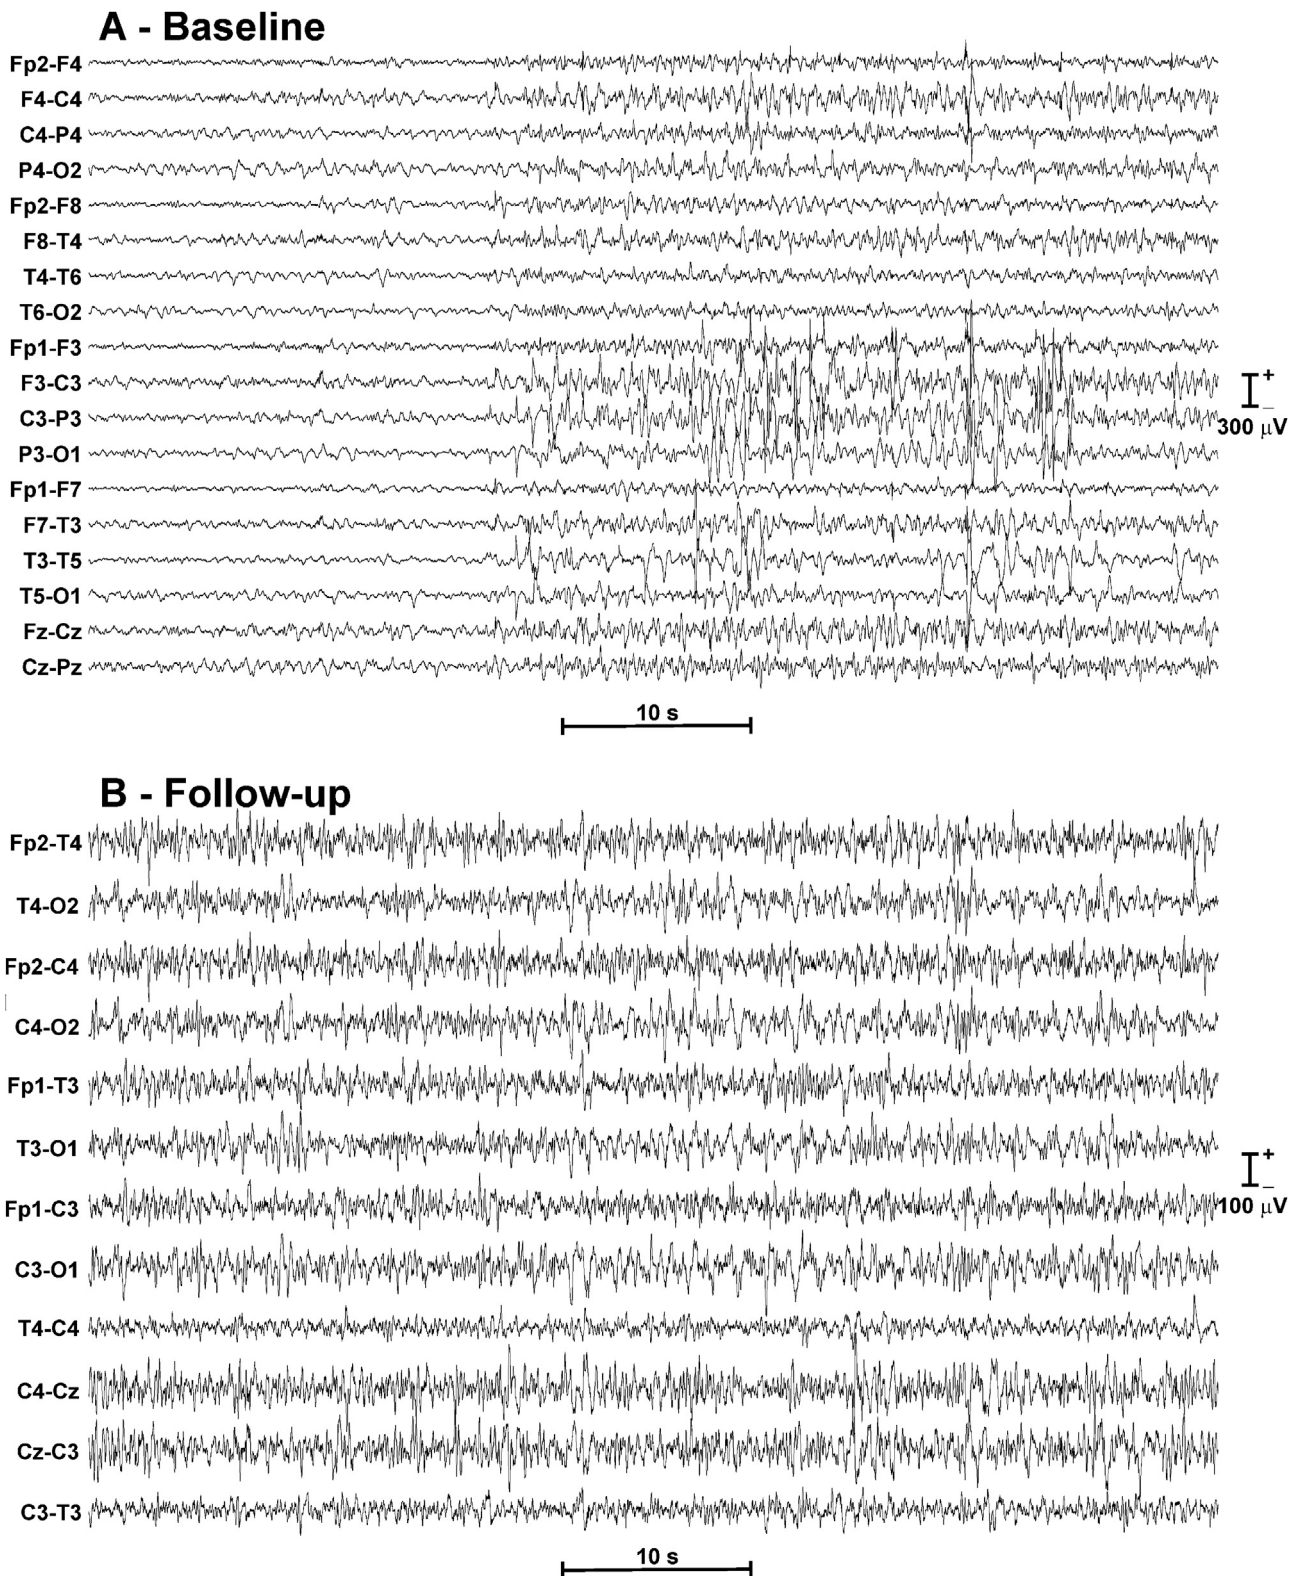 A - Baseline
Fp2-F4
F4-C4
C4-P4
P4-O2
Fp2-F8
F8-T4
T4-T6
T6-O2
Fp1-F3
F3-C3
C3-P3
P3-O1
Fp1-F7
F7-T3
T3-T5
T5-O1
Fz-Cz
Cz-Pz
+
–
300 µV
10 s
B - Follow-up
Fp2-T4
T4-O2
Fp2-C4
C4-O2
Fp1-T3
T3-O1
Fp1-C3
C3-O1
T4-C4
C4-Cz
Cz-C3
C3-T3
+
–
100 µV
10 s